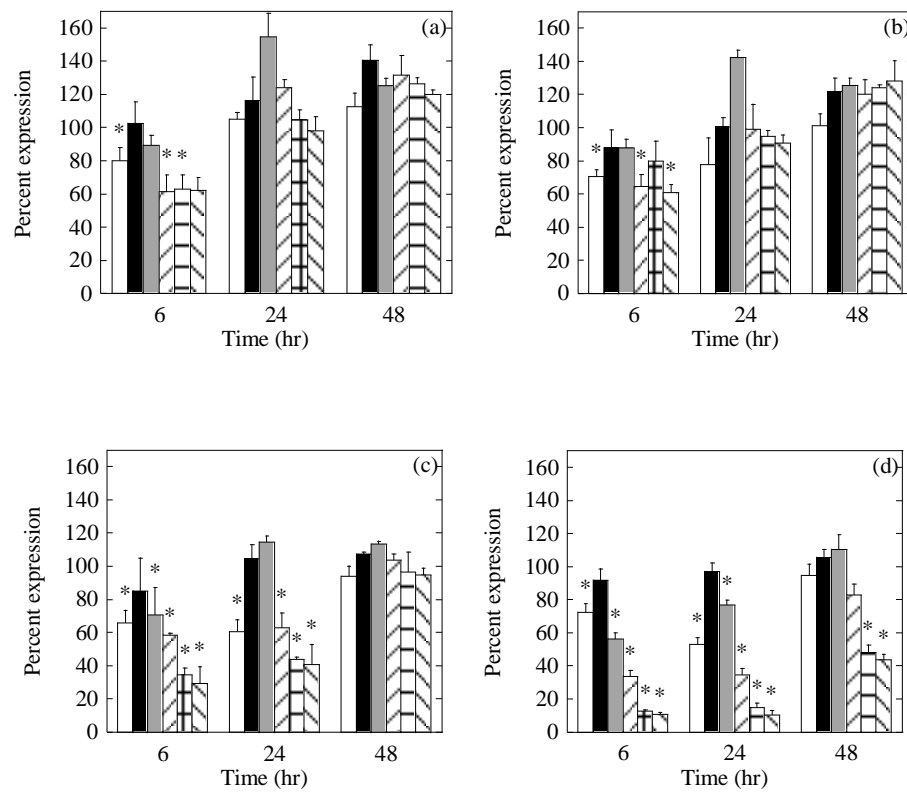 (a)
160
140
120
100
80
60
40
20
0
Percent expression
* * *
6 24 48
Time (hr)
(b)
160
140
120
100
80
60
40
20
0
Percent expression
* * *
6 24 48
Time (hr)
(c)
160
140
120
100
80
60
40
20
0
Percent expression
* * * * *
* * * *
6 24 48
Time (hr)
(d)
160
140
120
100
80
60
40
20
0
Percent expression
* * * * *
* * * * *
* *
6 24 48
Time (hr)